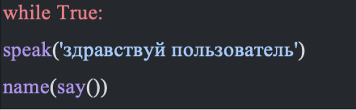 while True:
speak('здравствуй пользователь')
name(say())